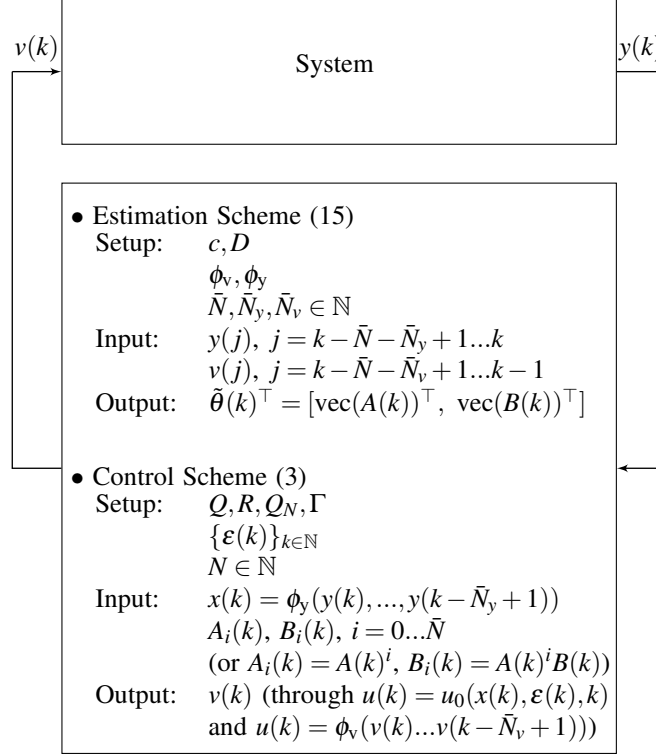 v(k)
System
y(k)
• Estimation Scheme (15)
Setup: c, D
ϕ_v, ϕ_y
N̄, N̄_y, N̄_v ∈ ℕ
Input: y(j), j = k − N̄ − N̄_y + 1...k
v(j), j = k − N̄ − N̄_v + 1...k − 1
Output: θ̃(k)^⊤ = [vec(A(k))^⊤, vec(B(k))^⊤]
• Control Scheme (3)
Setup: Q, R, Q_N, Γ
{ε(k)}_{k∈ℕ}
N ∈ ℕ
Input: x(k) = ϕ_y(y(k), ..., y(k − N̄_y + 1))
A_i(k), B_i(k), i = 0...N̄
(or A_i(k) = A(k)^i, B_i(k) = A(k)^i B(k))
Output: v(k) (through u(k) = u_0(x(k), ε(k), k)
and u(k) = ϕ_v(v(k)...v(k − N̄_v + 1)))